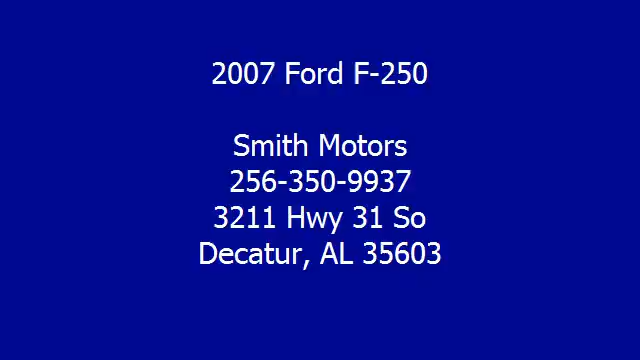 2007 Ford F-250
Smith Motors
256-350-9937
3211 Hwy 31 So
Decatur, AL 35603